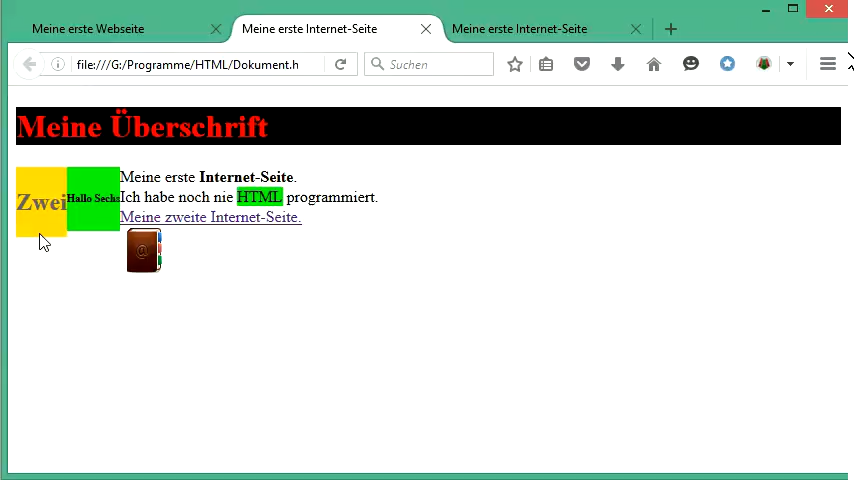 Meine erste Webseite
Meine erste Internet-Seite
Meine erste Internet-Seite
file:///G:/Programme/HTML/Dokument.h
Suchen
Meine Überschrift
Zwei
Hallo Sechs
Meine erste Internet-Seite.
Ich habe noch nie HTML programmiert.
Meine zweite Internet-Seite.
@